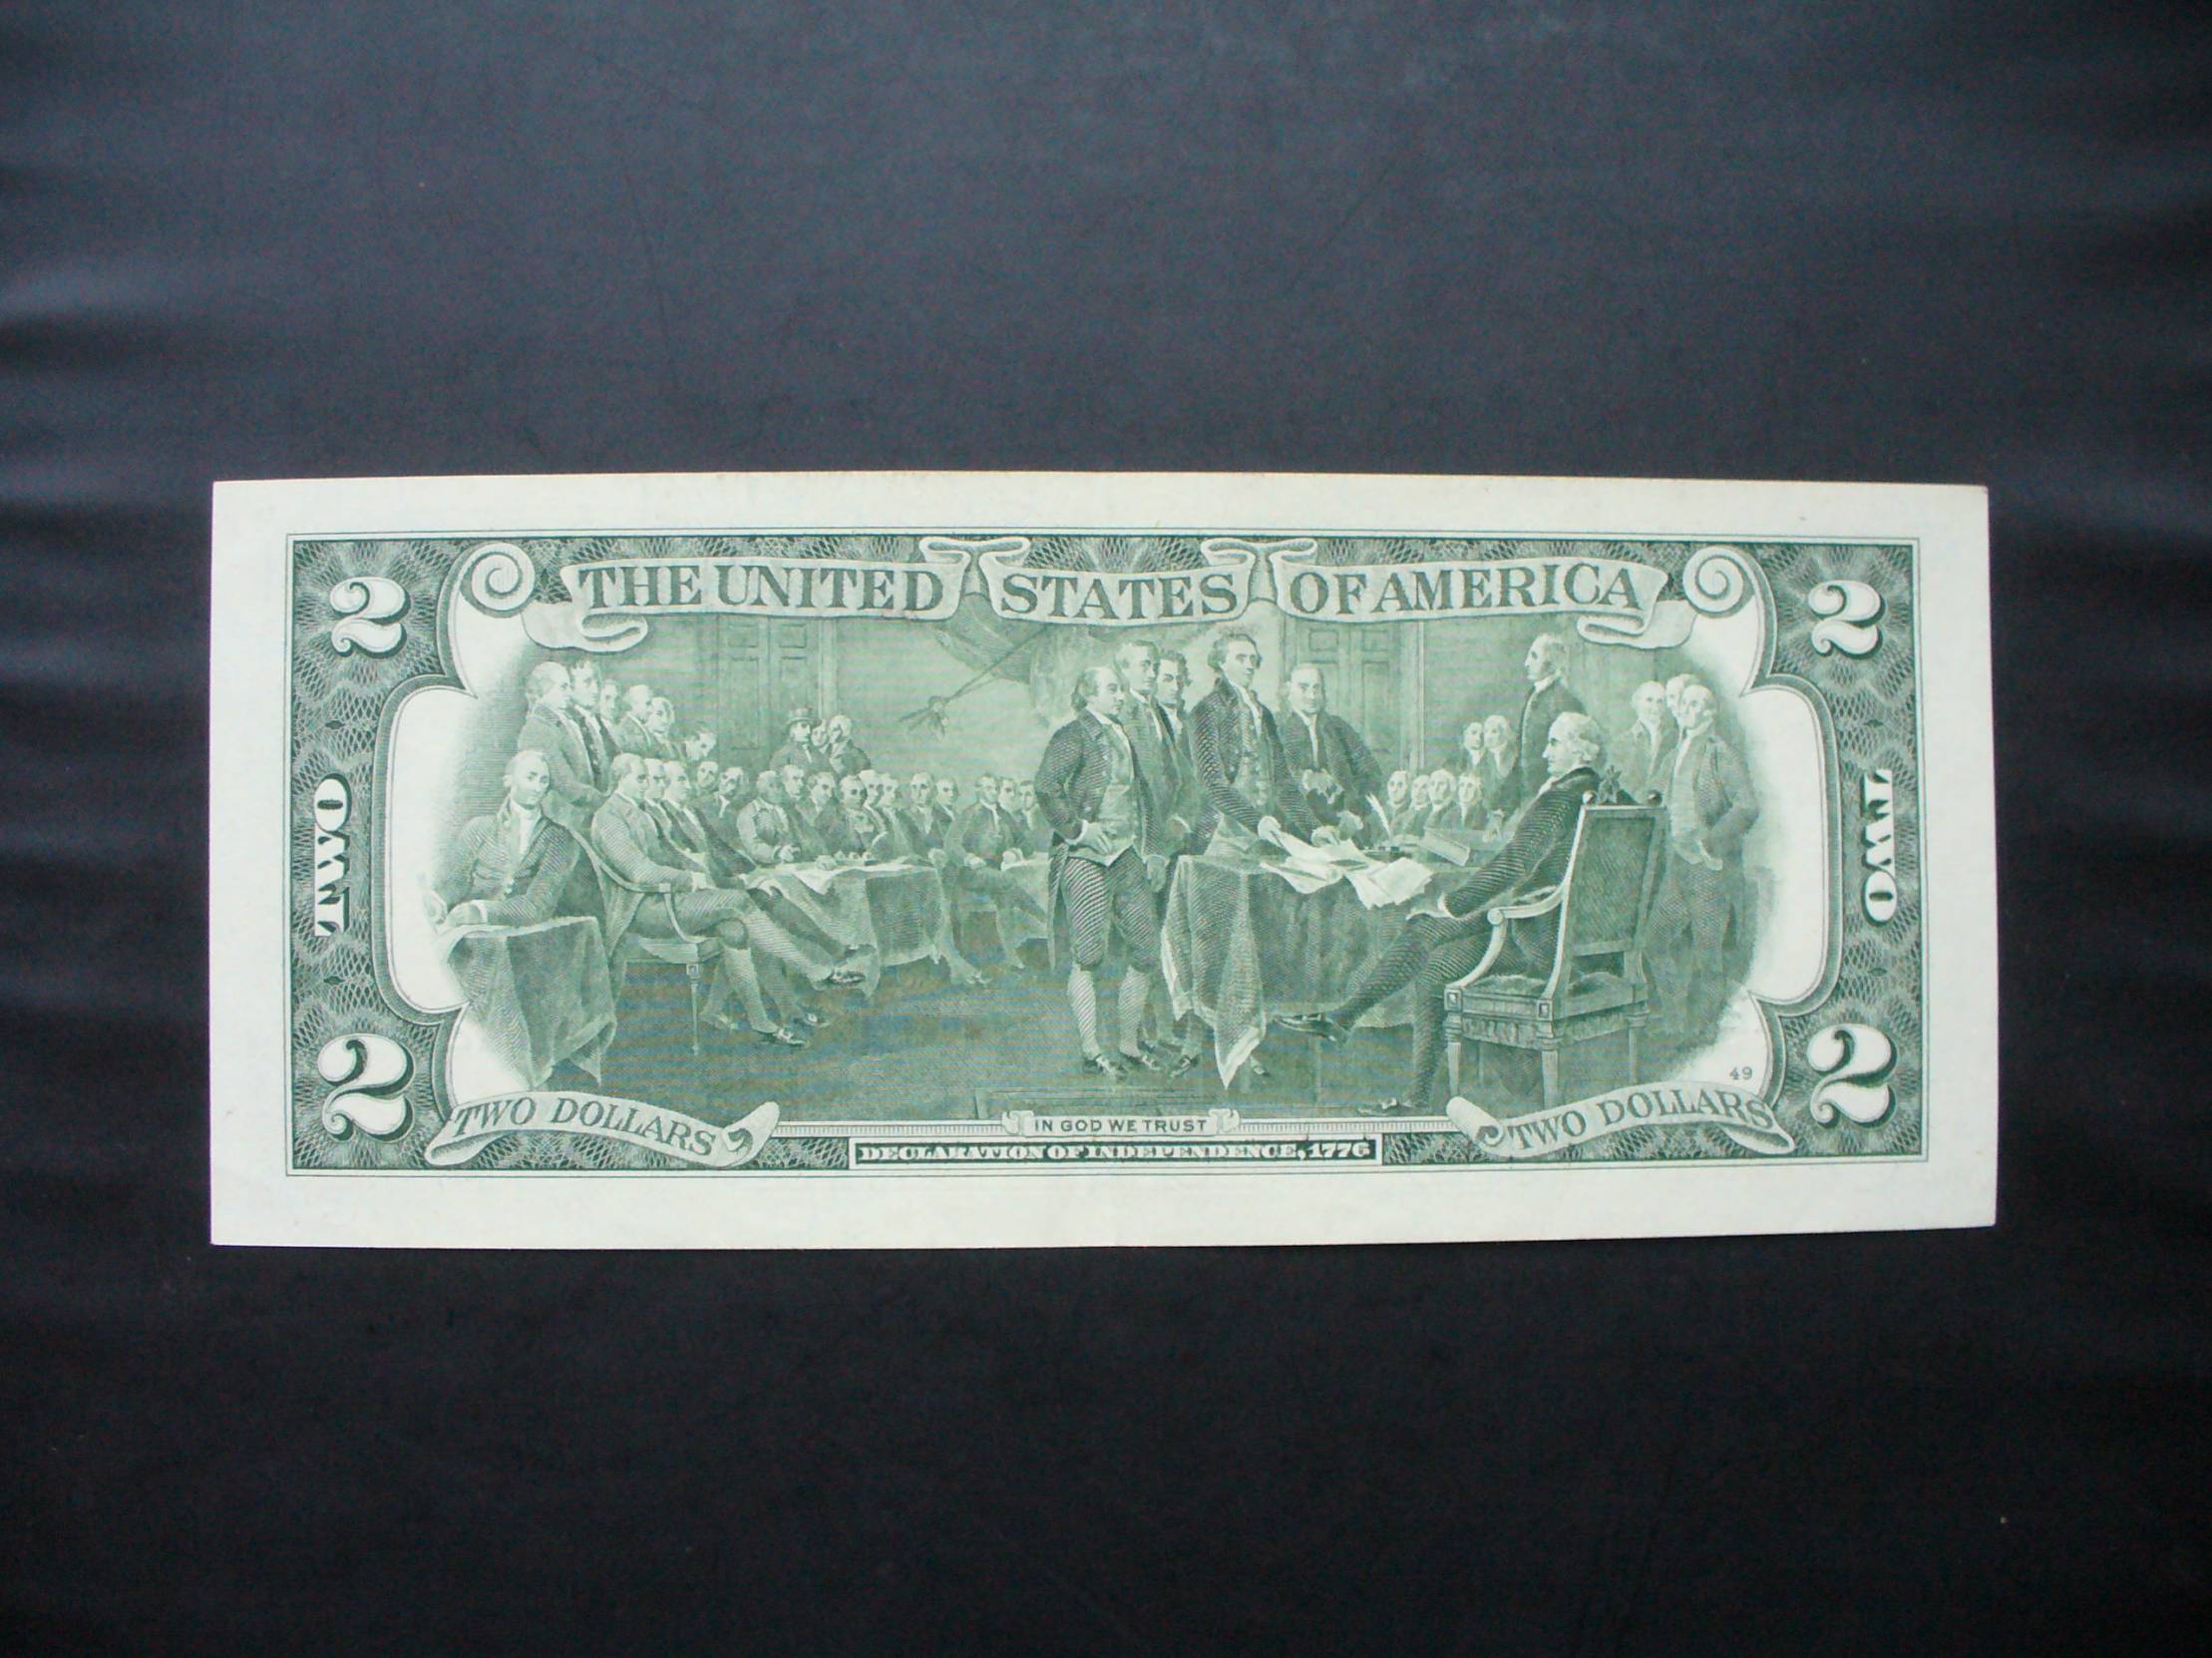 THE UNITED STATES OF AMERICA
2
2
TWO
TWO
49
2
2
TWO DOLLARS
IN GOD WE TRUST
TWO DOLLARS
DECLARATION OF INDEPENDENCE, 1776